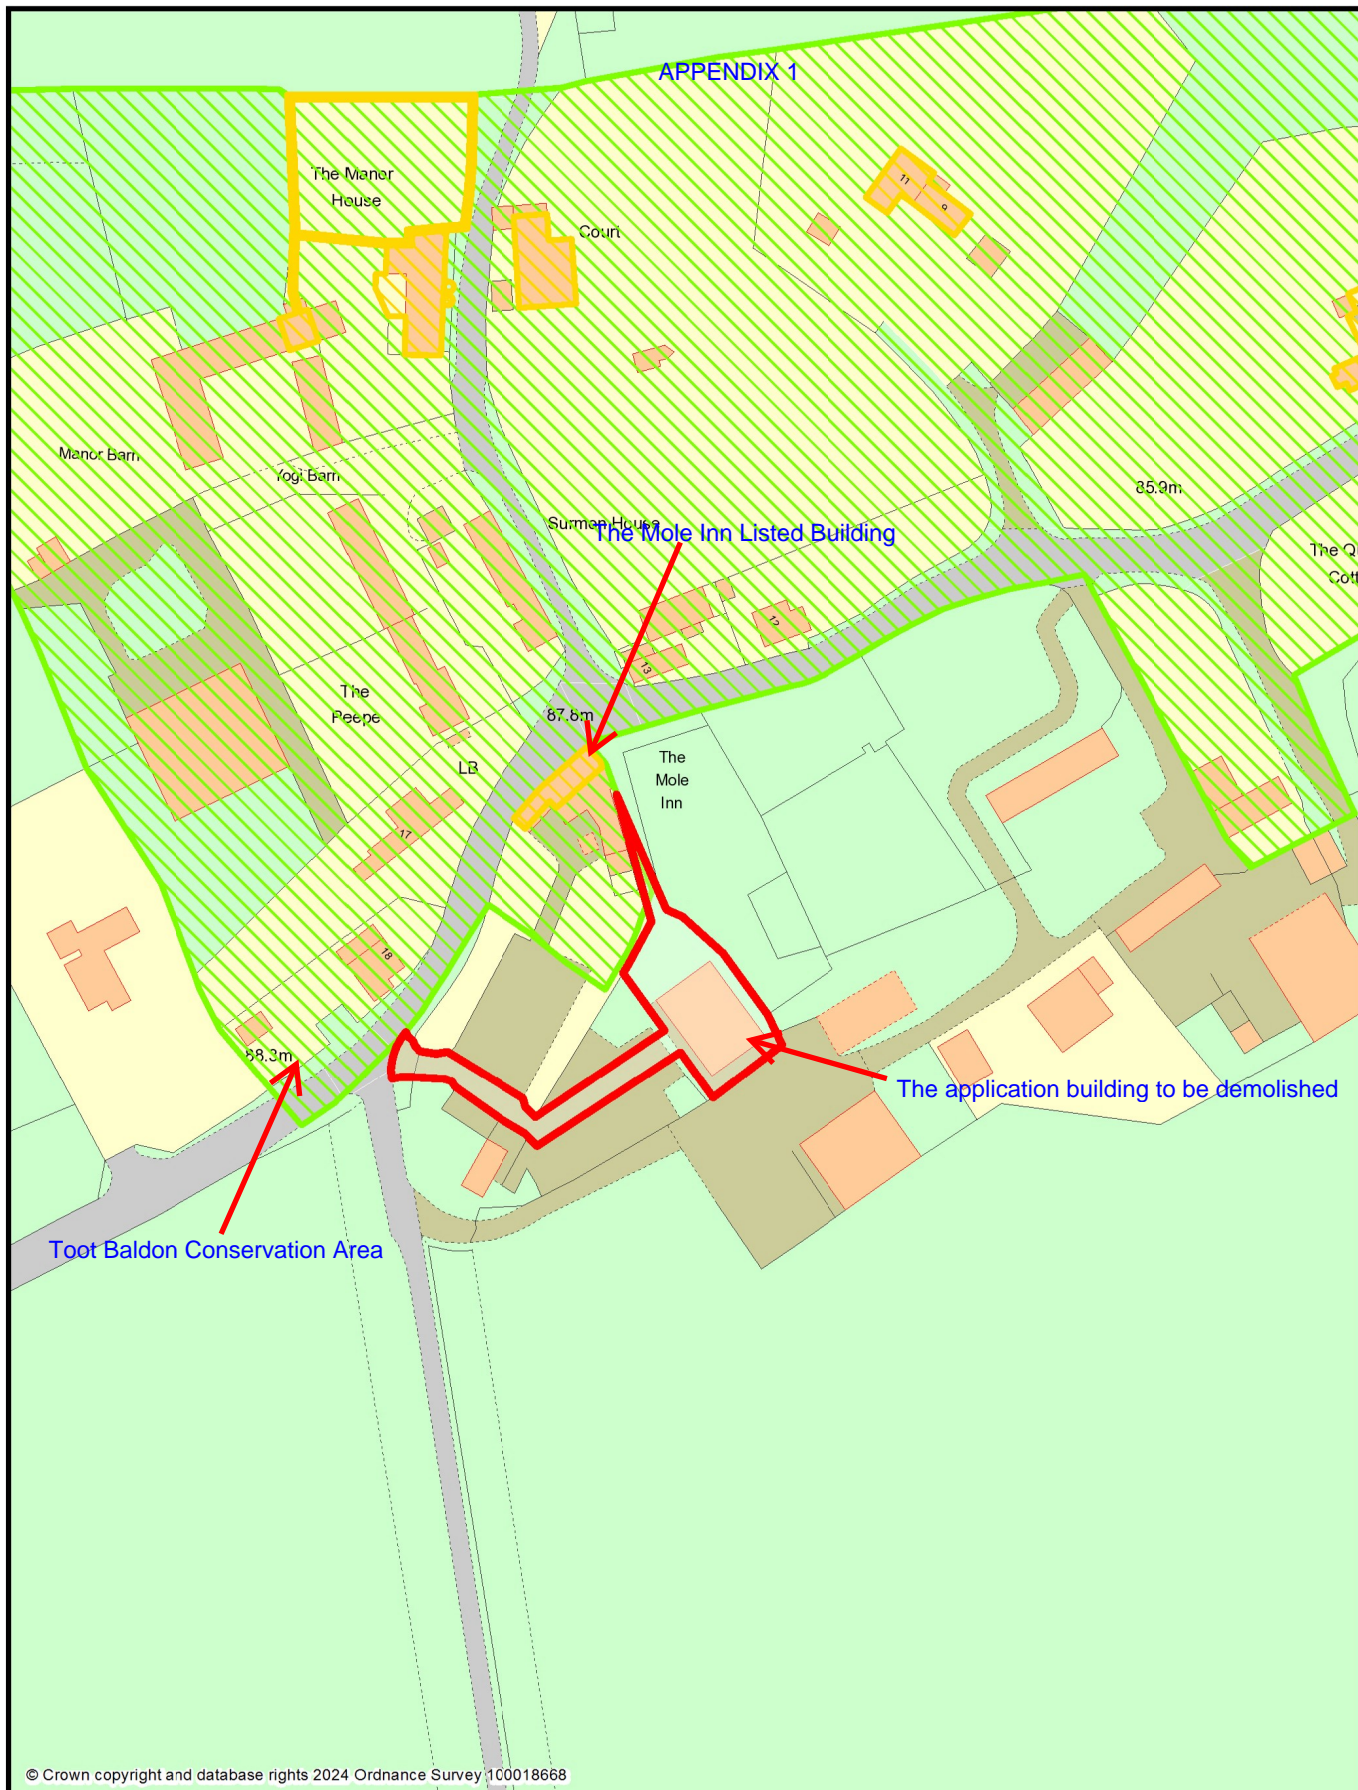 APPENDIX 1
The Manor
House
Court
11
9
Manor Barn
Yogi Barn
85.9m
Surman House
The Mole Inn Listed Building
12
13
The
Peepe
87.8m
LB
The
Mole
Inn
17
18
88.3m
The application building to be demolished
Toot Baldon Conservation Area
© Crown copyright and database rights 2024 Ordnance Survey 100018668